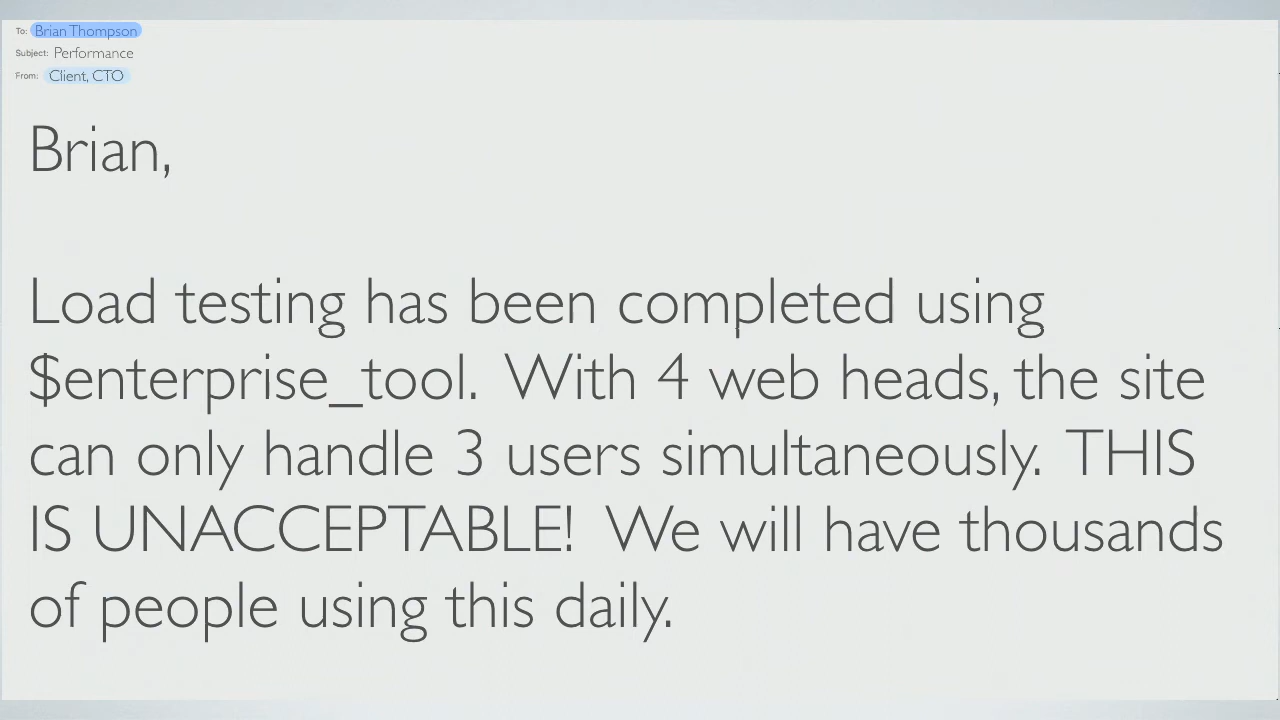 To: Brian Thompson
Subject: Performance
From: Client, CTO
Brian,
Load testing has been completed using
$enterprise_tool. With 4 web heads, the site
can only handle 3 users simultaneously. THIS
IS UNACCEPTABLE! We will have thousands
of people using this daily.